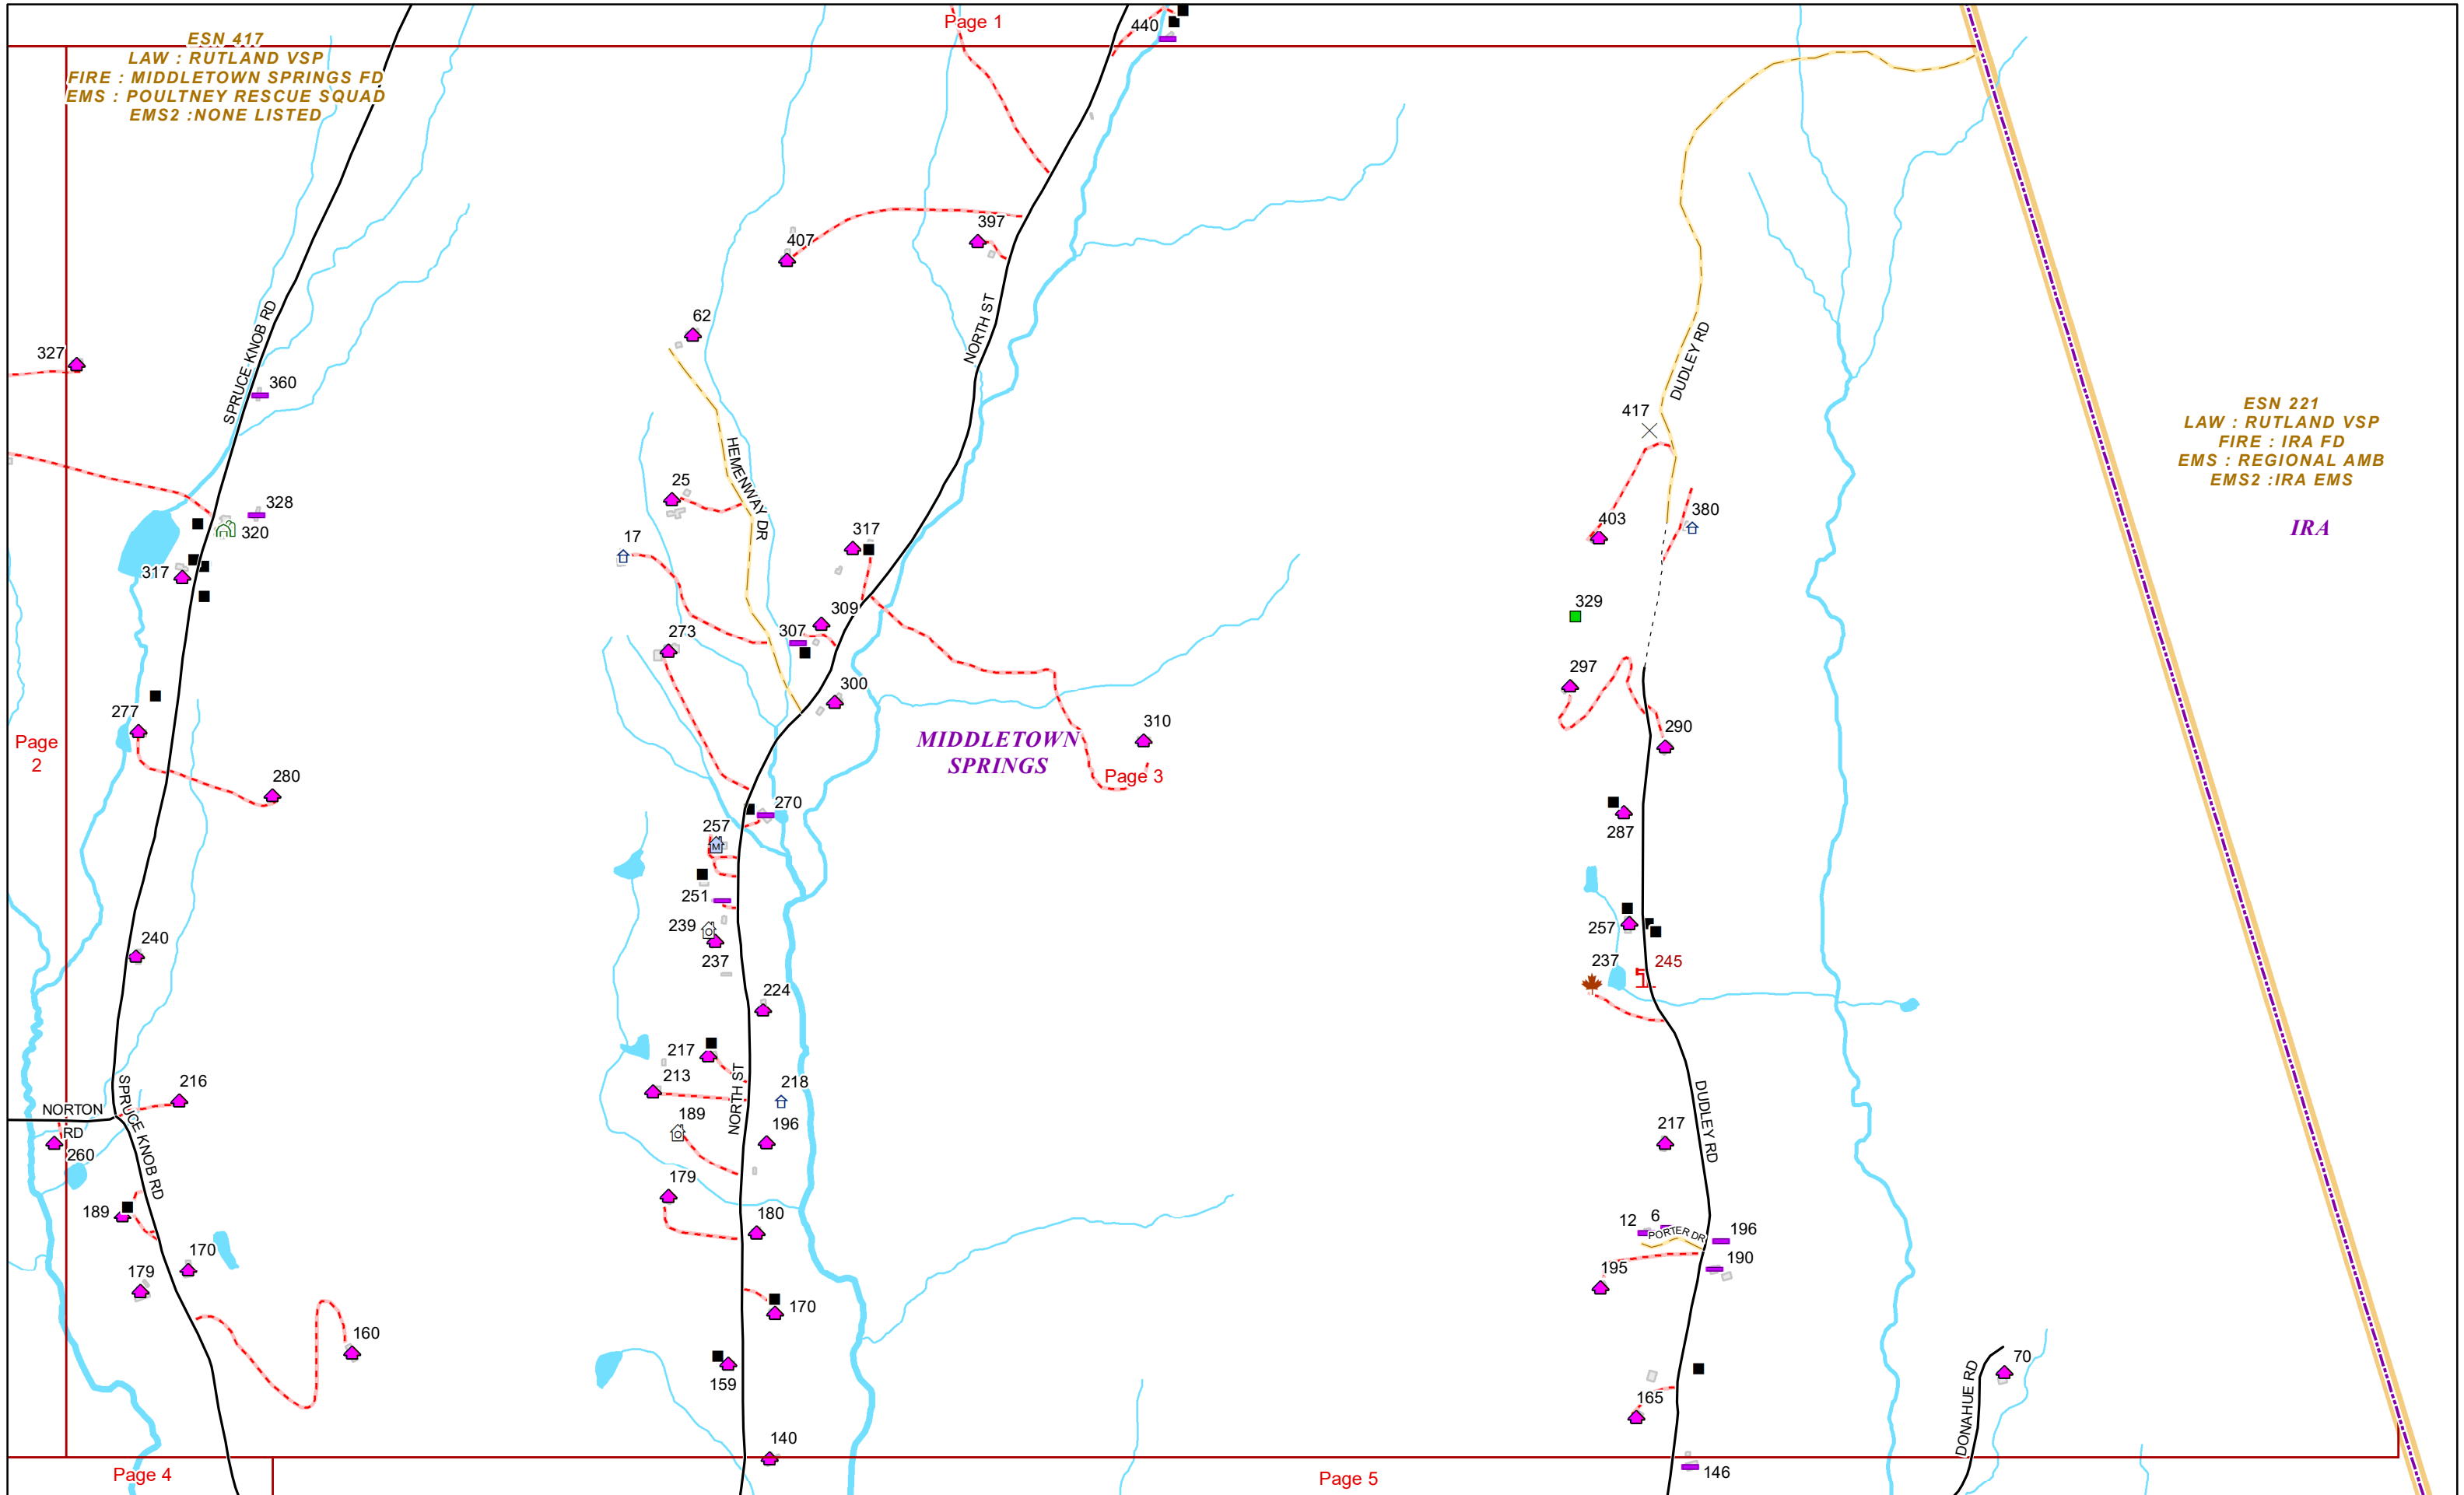 Page 1
440
ESN 417
LAW : RUTLAND VSP
FIRE : MIDDLETOWN SPRINGS FD
EMS : POULTNEY RESCUE SQUAD
EMS2 :NONE LISTED
397
407
62
NORTH ST
SPRUCE KNOB RD
DUDLEY RD
327
360
417
ESN 221
LAW : RUTLAND VSP
FIRE : IRA FD
EMS : REGIONAL AMB
EMS2 :IRA EMS
IRA
HEMENWAY DR
25
328
320
17
317
403
380
317
309
329
307
273
297
300
277
310
290
MIDDLETOWN
SPRINGS
Page
2
Page 3
280
270
257
M
287
251
239
O
257
237
240
237
245
224
217
213
218
216
NORTH ST
DUDLEY RD
NORTON
RD
SPRUCE KNOB RD
189
O
196
217
260
179
189
180
12
6
PORTER DR
196
170
190
179
195
170
160
70
159
165
DONAHUE RD
140
Page 4
Page 5
146